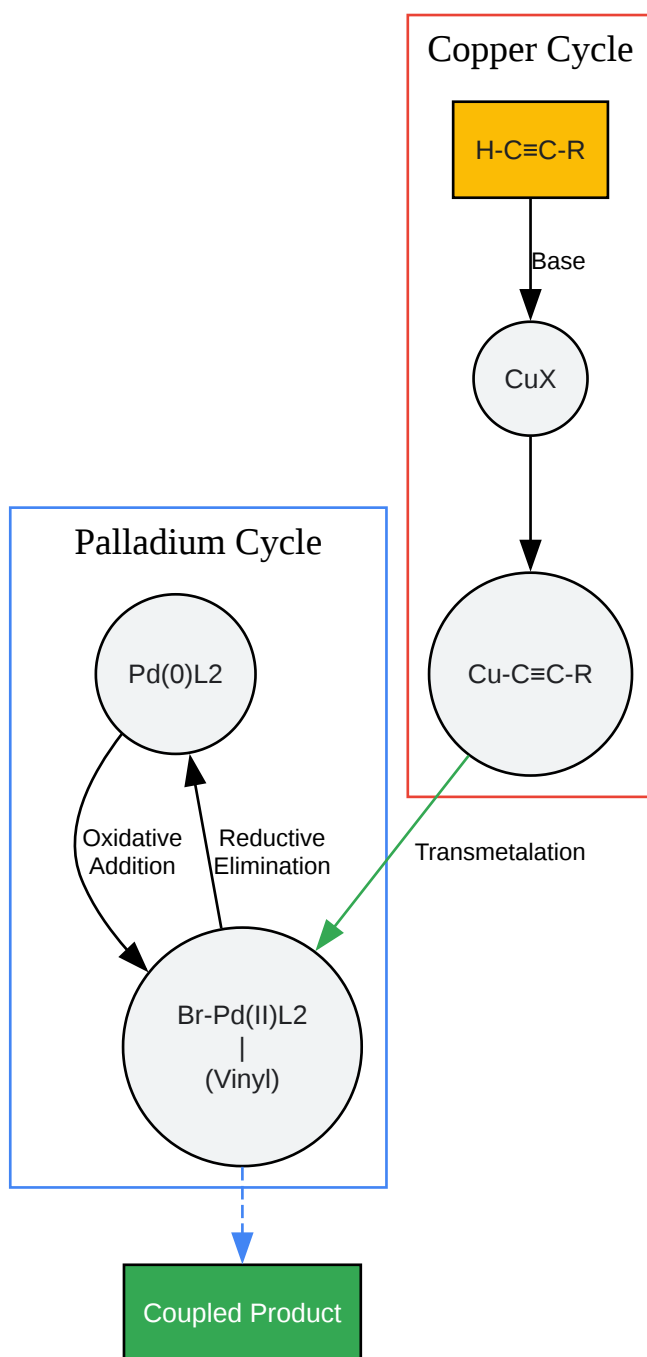 Copper Cycle
H-C≡C-R
Base
CuX
Cu-C≡C-R
Transmetalation
Palladium Cycle
Pd(0)L2
Oxidative
Addition
Reductive
Elimination
Br-Pd(II)L2
|
(Vinyl)
Coupled Product